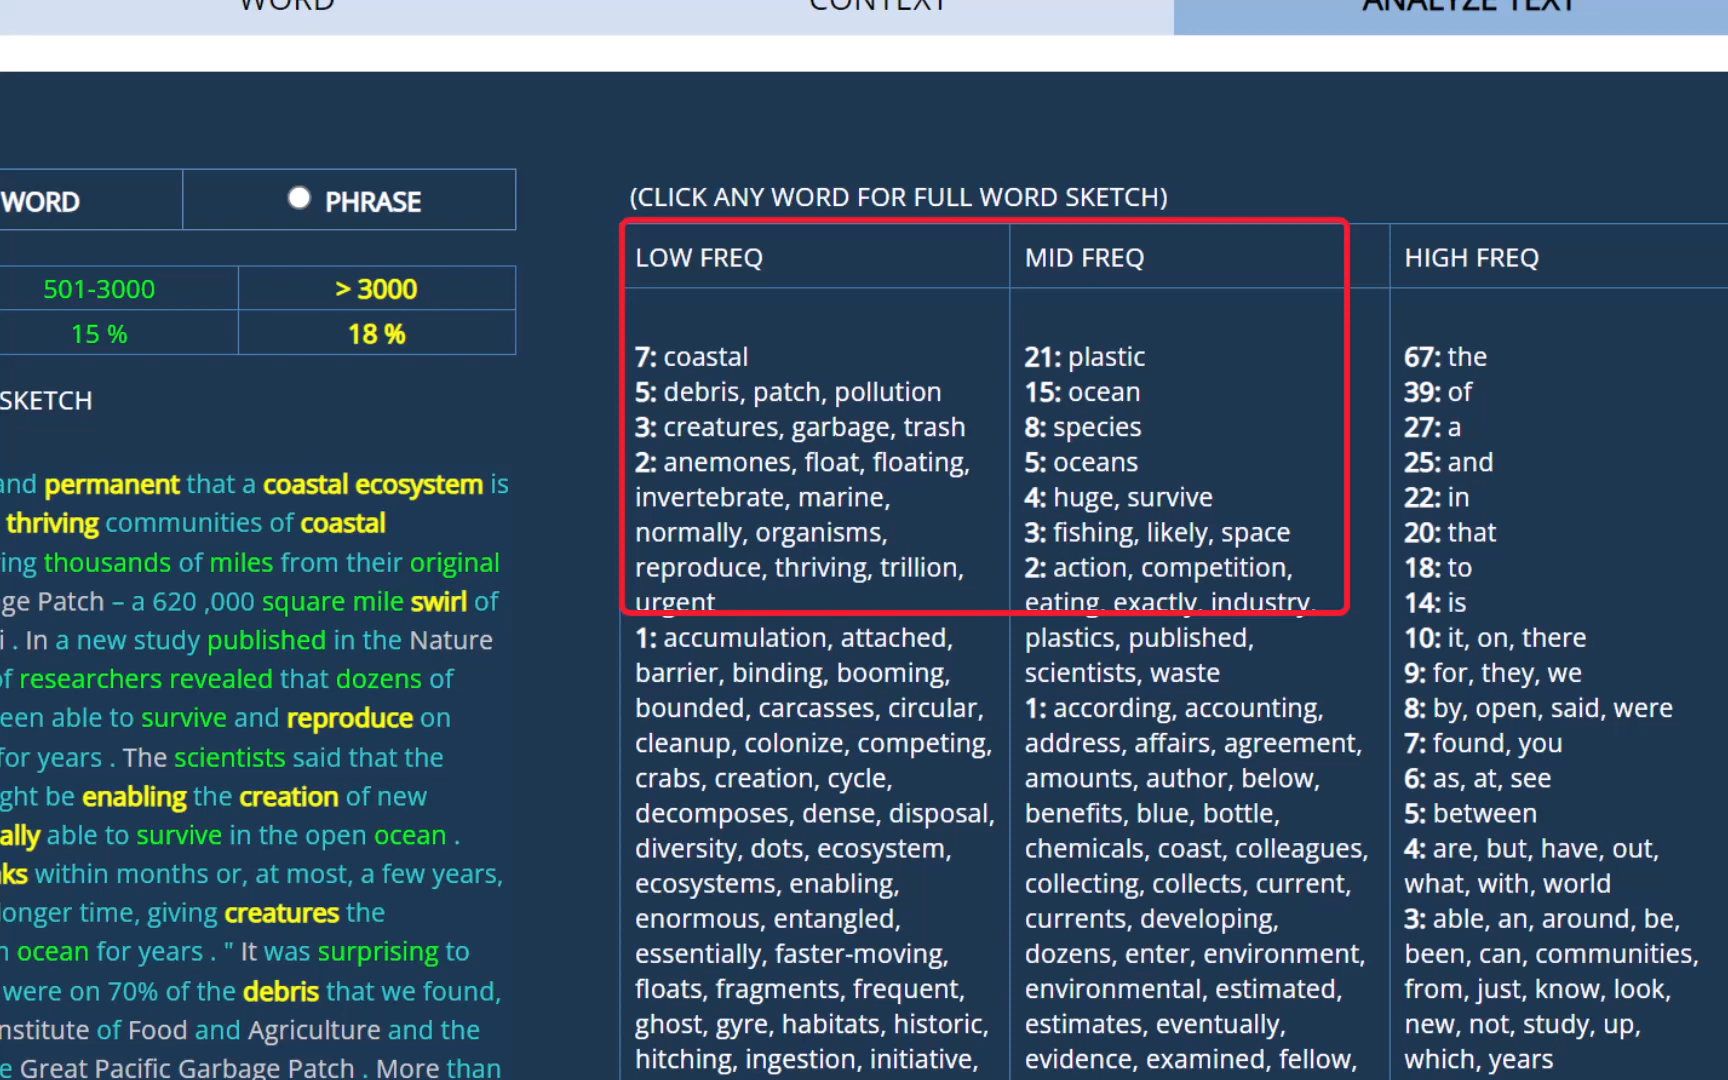 WORD
CONTEXT
ANALYZE TEXT
WORD
PHRASE
501-3000
> 3000
15 %
18 %
SKETCH
and permanent that a coastal ecosystem is
thriving communities of coastal
thousands of miles from their original
Patch – a 620 ,000 square mile swirl of
. In a new study published in the Nature
researchers revealed that dozens of
able to survive and reproduce on
for years . The scientists said that the
be enabling the creation of new
able to survive in the open ocean .
within months or, at most, a few years,
longer time, giving creatures the
ocean for years . " It was surprising to
were on 70% of the debris that we found,
of Food and Agriculture and the
Great Pacific Garbage Patch . More than
(CLICK ANY WORD FOR FULL WORD SKETCH)
LOW FREQ
7: coastal
5: debris, patch, pollution
3: creatures, garbage, trash
2: anemones, float, floating,
invertebrate, marine,
normally, organisms,
reproduce, thriving, trillion,
urgent
1: accumulation, attached,
barrier, binding, booming,
bounded, carcasses, circular,
cleanup, colonize, competing,
crabs, creation, cycle,
decomposes, dense, disposal,
diversity, dots, ecosystem,
ecosystems, enabling,
enormous, entangled,
essentially, faster-moving,
floats, fragments, frequent,
ghost, gyre, habitats, historic,
hitching, ingestion, initiative,
MID FREQ
21: plastic
15: ocean
8: species
5: oceans
4: huge, survive
3: fishing, likely, space
2: action, competition,
eating, exactly, industry,
plastics, published,
scientists, waste
1: according, accounting,
address, affairs, agreement,
amounts, author, below,
benefits, blue, bottle,
chemicals, coast, colleagues,
collecting, collects, current,
currents, developing,
dozens, enter, environment,
environmental, estimated,
estimates, eventually,
evidence, examined, fellow,
HIGH FREQ
67: the
39: of
27: a
25: and
22: in
20: that
18: to
14: is
10: it, on, there
9: for, they, we
8: by, open, said, were
7: found, you
6: as, at, see
5: between
4: are, but, have, out,
what, with, world
3: able, an, around, be,
been, can, communities,
from, just, know, look,
new, not, study, up,
which, years